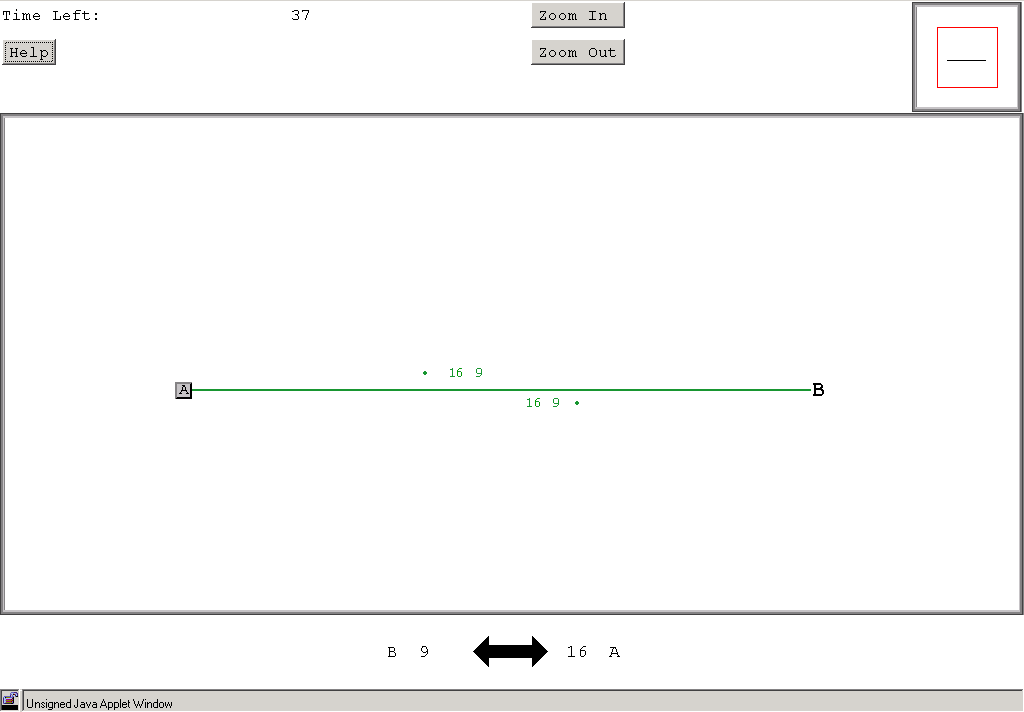 Time Left: 37 Zoom In
Help Zoom Out
16 9
A B
16 9
B 9 16 A
Unsigned Java Applet Window